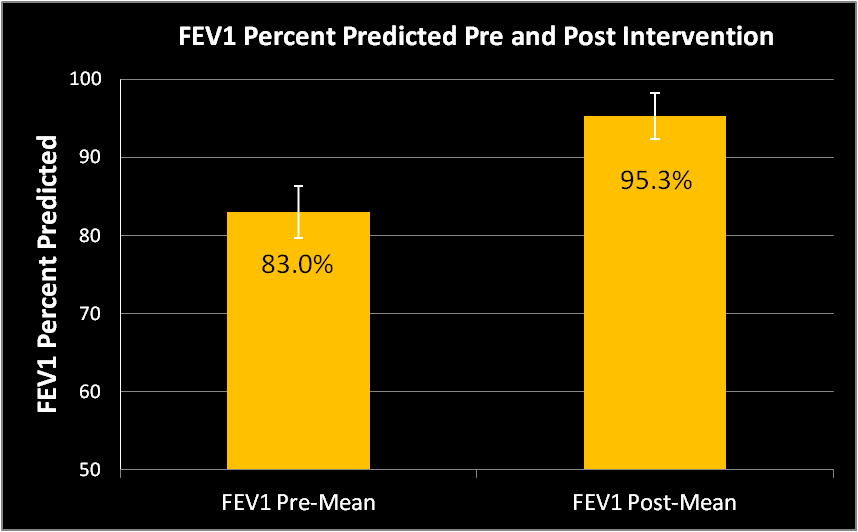 FEV1 Percent Predicted Pre and Post Intervention
FEV1 Percent Predicted
100
90
80
70
60
50
83.0%
95.3%
FEV1 Pre-Mean
FEV1 Post-Mean